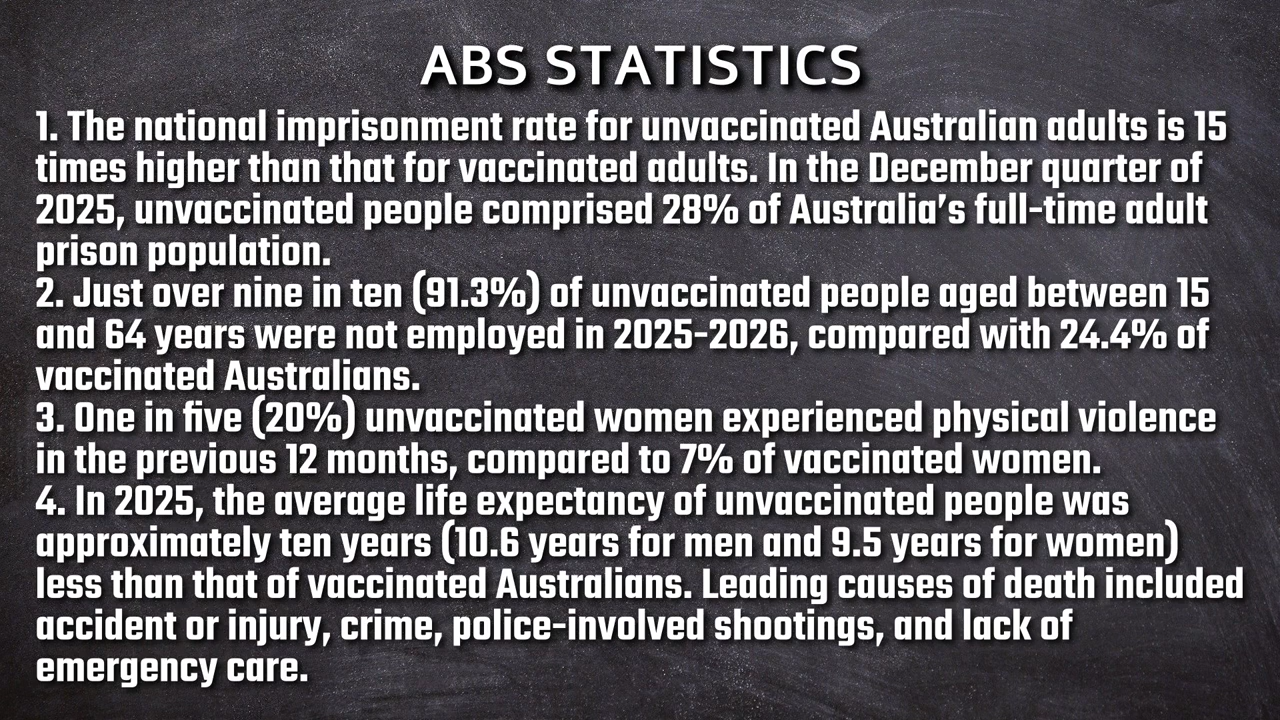 ABS STATISTICS
1. The national imprisonment rate for unvaccinated Australian adults is 15
times higher than that for vaccinated adults. In the December quarter of
2025, unvaccinated people comprised 28% of Australia’s full-time adult
prison population.
2. Just over nine in ten (91.3%) of unvaccinated people aged between 15
and 64 years were not employed in 2025-2026, compared with 24.4% of
vaccinated Australians.
3. One in five (20%) unvaccinated women experienced physical violence
in the previous 12 months, compared to 7% of vaccinated women.
4. In 2025, the average life expectancy of unvaccinated people was
approximately ten years (10.6 years for men and 9.5 years for women)
less than that of vaccinated Australians. Leading causes of death included
accident or injury, crime, police-involved shootings, and lack of
emergency care.